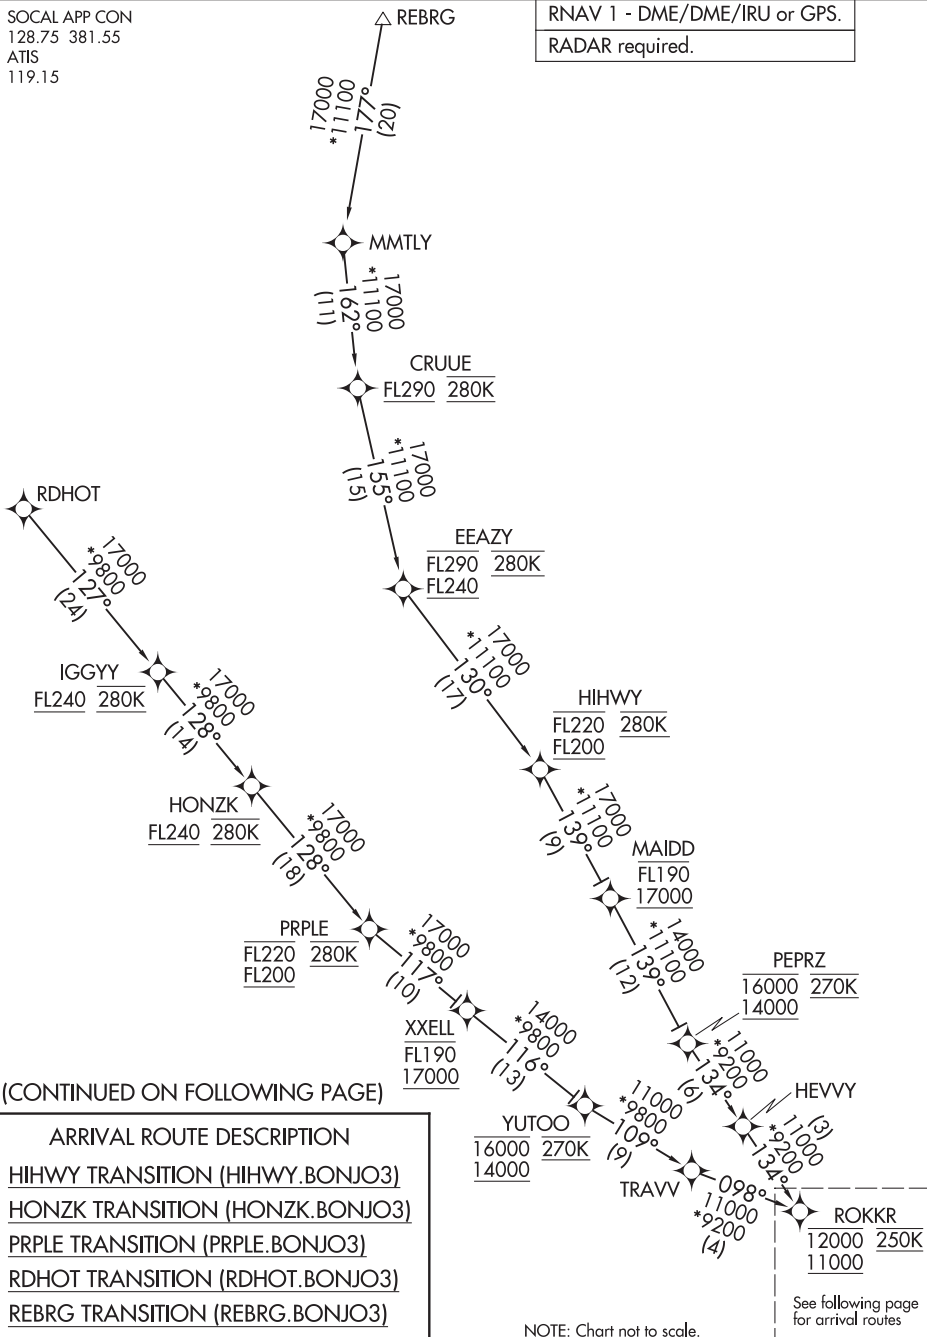 SOCAL APP CON
128.75 381.55
ATIS
119.15
REBRG
RNAV 1 - DME/DME/IRU or GPS.
RADAR required.
17000
*11100
177°
(20)
MMTLY
17000
*11100
162°
(11)
CRUUE
FL290 280K
17000
*11100
155°
(15)
RDHOT
17000
*9800
127°
(24)
EEAZY
FL290 280K
FL240
17000
*11100
130°
(17)
IGGYY
FL240 280K
17000
*9800
128°
(14)
HIHWY
FL220 280K
FL200
HONZK
FL240 280K
17000
*9800
128°
(18)
17000
*11100
139°
(9)
MAIDD
FL190
17000
PRPLE
FL220 280K
FL200
17000
*9800
117°
(10)
14000
*11100
139°
(12)
PEPRZ
16000 270K
14000
XXELL
FL190
17000
14000
*9800
116°
(13)
11000
*9200
134°
(6)
HEVVY
(3)
11000
*9200
134°
YUTOO
16000 270K
14000
11000
*9800
109°
(9)
TRAVV
098°
11000
*9200
(4)
ROKKR
12000 250K
11000
See following page
for arrival routes
(CONTINUED ON FOLLOWING PAGE)
ARRIVAL ROUTE DESCRIPTION
HIHWY TRANSITION (HIHWY.BONJO3)
HONZK TRANSITION (HONZK.BONJO3)
PRPLE TRANSITION (PRPLE.BONJO3)
RDHOT TRANSITION (RDHOT.BONJO3)
REBRG TRANSITION (REBRG.BONJO3)
NOTE: Chart not to scale.